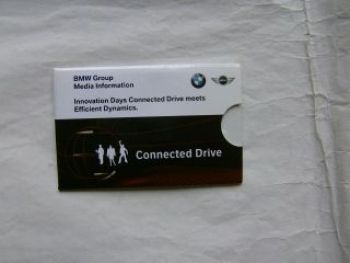 BMW Group
Media Information
Innovation Days Connected Drive meets
Efficient Dynamics.
Connected Drive